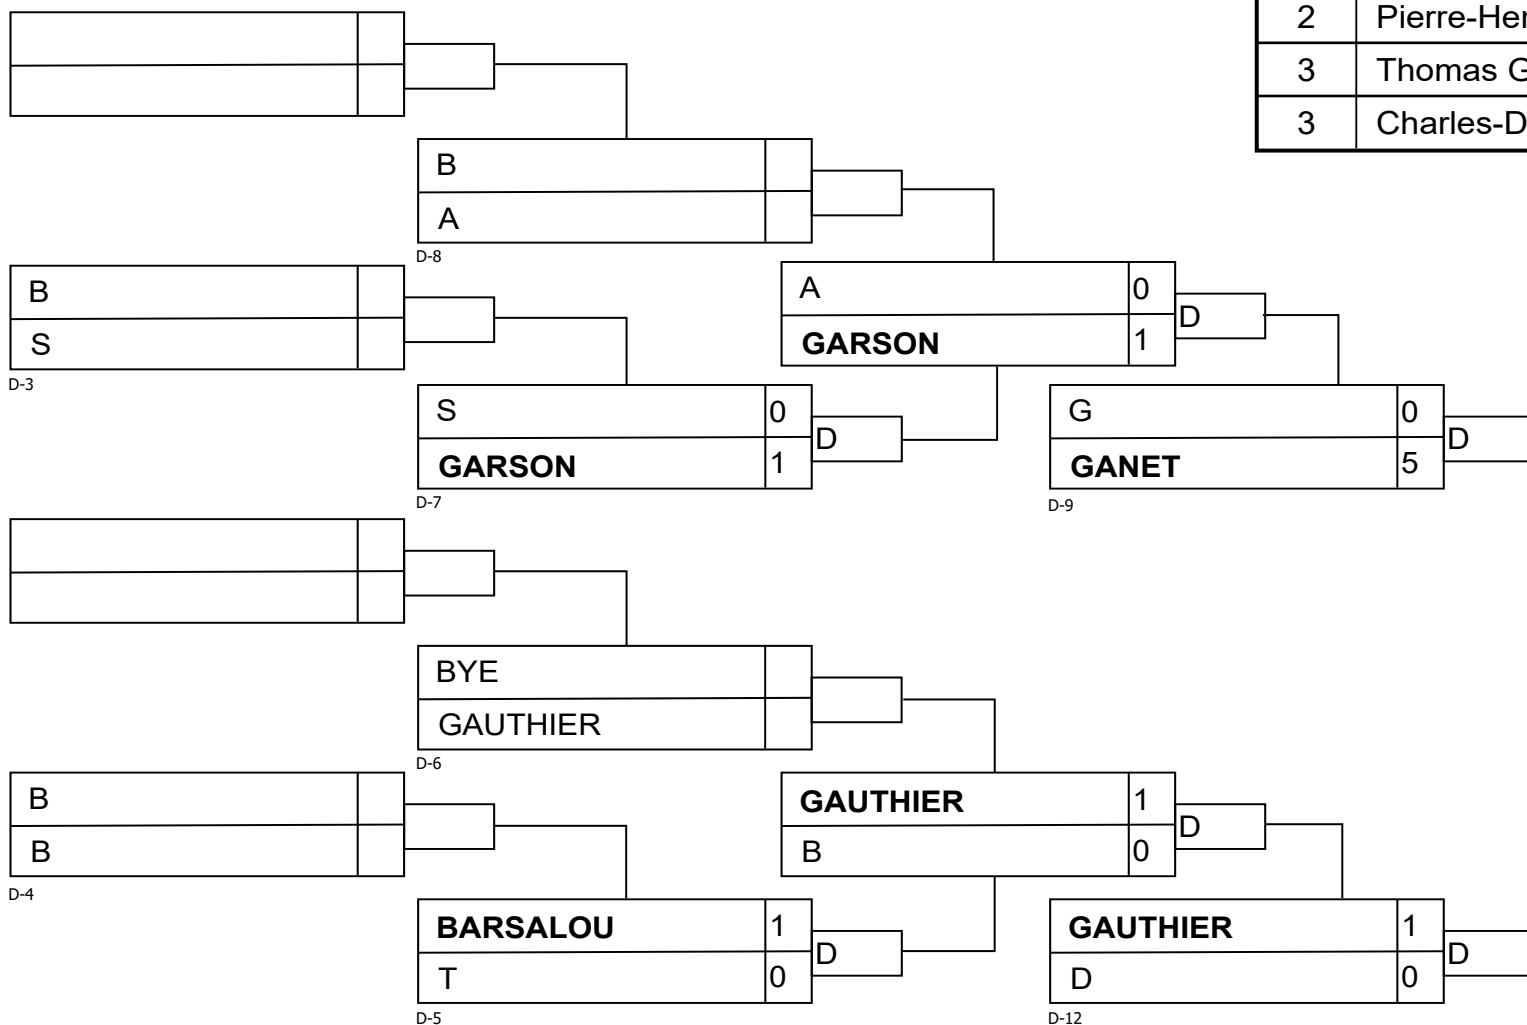 2 Pierre-Her
3 Thomas G
3 Charles-D
B
A
D-8
B
S
D-3
A 0
GARSON 1
D
S 0
GARSON 1
D
D-7
G 0
GANET 5
D
D-9
BYE
GAUTHIER
D-6
B
B
D-4
GAUTHIER 1
B 0
D
BARSALOU 1
T 0
D
D-5
GAUTHIER 1
D 0
D
D-12